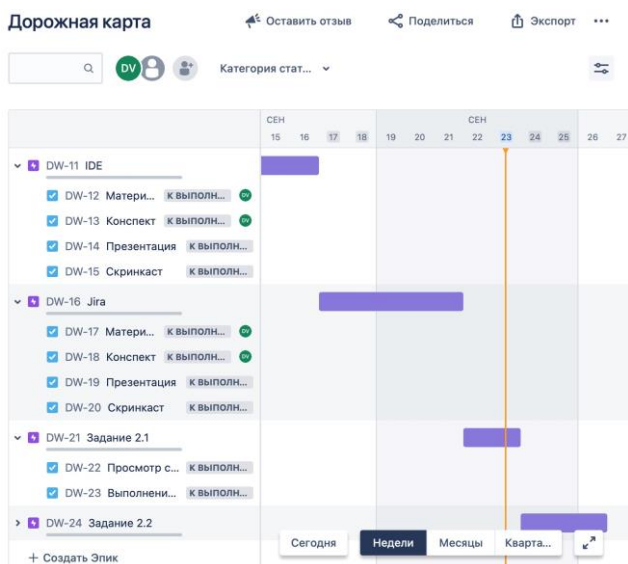 Дорожная карта
Оставить отзыв
Поделиться
Экспорт
DV
Категория стат...
СЕН СЕН
15 16 17 18 19 20 21 22 23 24 25 26 27
DW-11 IDE
DW-12 Матери... К ВЫПОЛН... DV
DW-13 Конспект К ВЫПОЛН... DV
DW-14 Презентация К ВЫПОЛН...
DW-15 Скринкаст К ВЫПОЛН...
DW-16 Jira
DW-17 Матери... К ВЫПОЛН... DV
DW-18 Конспект К ВЫПОЛН... DV
DW-19 Презентация К ВЫПОЛН...
DW-20 Скринкаст К ВЫПОЛН...
DW-21 Задание 2.1
DW-22 Просмотр с... К ВЫПОЛН...
DW-23 Выполнени... К ВЫПОЛН...
DW-24 Задание 2.2
Сегодня Недели Месяцы Кварта...
+ Создать Эпик